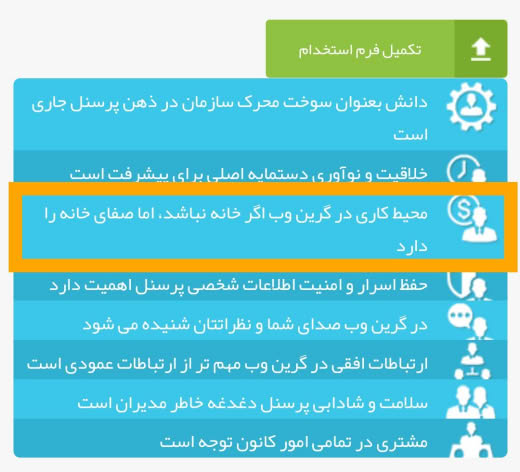 تکمیل فرم استخدام
دانش بعنوان سوخت محرک سازمان در ذهن پرسنل جاری
است
خلاقیت و نوآوری دستمایه اصلی برای پیشرفت است
محیط کاری در گرین وب اگر خانه نباشد، اما صفای خانه را
دارد
حفظ اسرار و امنیت اطلاعات شخصی پرسنل اهمیت دارد
در گرین وب صدای شما و نظراتتان شنیده می شود
ارتباطات افقی در گرین وب مهم تر از ارتباطات عمودی است
سلامت و شادابی پرسنل دغدغه خاطر مدیران است
مشتری در تمامی امور کانون توجه است